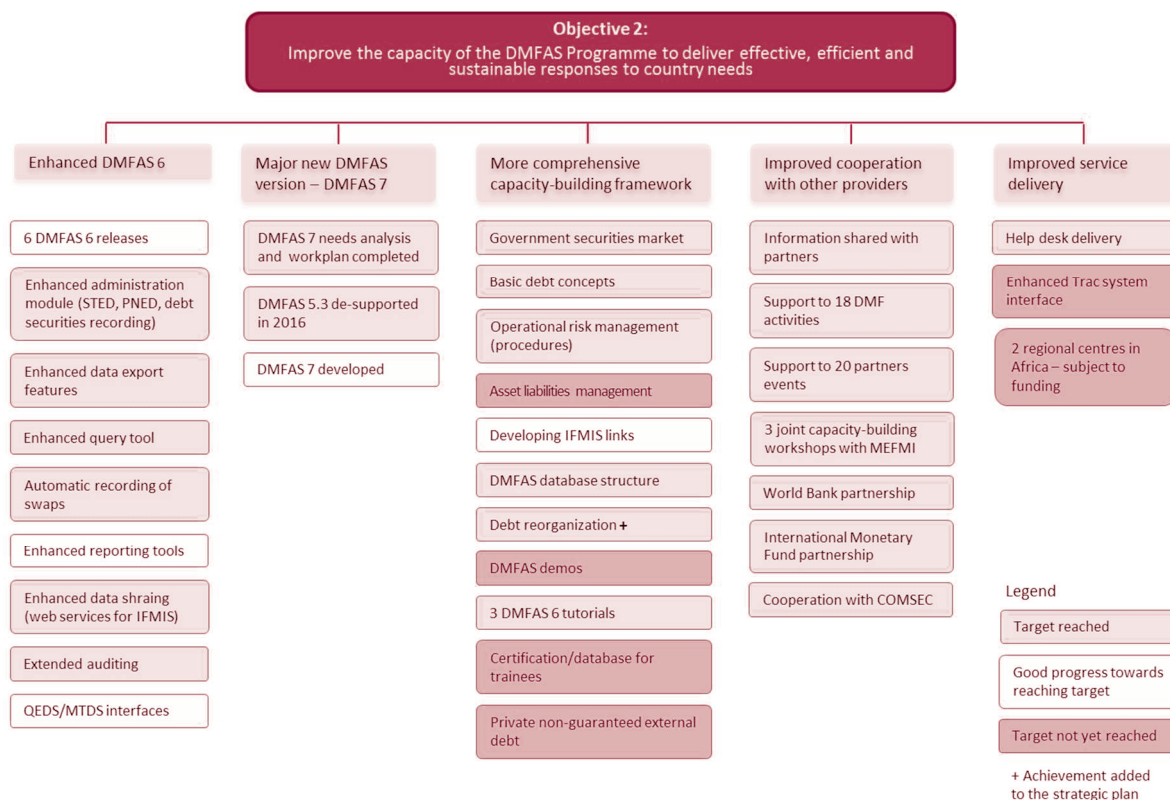 Objective 2:
Improve the capacity of the DMFAS Programme to deliver effective, efficient and
sustainable responses to country needs
Enhanced DMFAS 6
6 DMFAS 6 releases
Enhanced administration
module (STED, PNED, debt
securities recording)
Enhanced data export
features
Enhanced query tool
Automatic recording of
swaps
Enhanced reporting tools
Enhanced data shraing
(web services for IFMIS)
Extended auditing
QEDS/MTDS interfaces
Major new DMFAS
version – DMFAS 7
DMFAS 7 needs analysis
and workplan completed
DMFAS 5.3 de-supported
in 2016
DMFAS 7 developed
More comprehensive
capacity-building framework
Government securities market
Basic debt concepts
Operational risk management
(procedures)
Asset liabilities management
Developing IFMIS links
DMFAS database structure
Debt reorganization +
DMFAS demos
3 DMFAS 6 tutorials
Certification/database for
trainees
Private non-guaranteed external
debt
Improved cooperation
with other providers
Information shared with
partners
Support to 18 DMF
activities
Support to 20 partners
events
3 joint capacity-building
workshops with MEFMI
World Bank partnership
International Monetary
Fund partnership
Cooperation with COMSEC
Improved service
delivery
Help desk delivery
Enhanced Trac system
interface
2 regional centres in
Africa – subject to
funding
Legend
Target reached
Good progress towards
reaching target
Target not yet reached
+ Achievement added
to the strategic plan